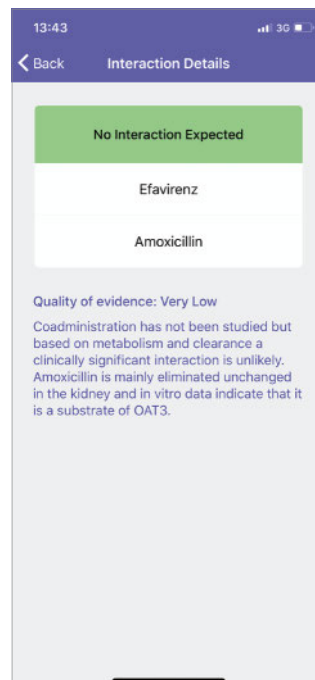 13:43
3G
Back
Interaction Details
No Interaction Expected
Efavirenz
Amoxicillin
Quality of evidence: Very Low
Coadministration has not been studied but
based on metabolism and clearance a
clinically significant interaction is unlikely.
Amoxicillin is mainly eliminated unchanged
in the kidney and in vitro data indicate that it
is a substrate of OAT3.